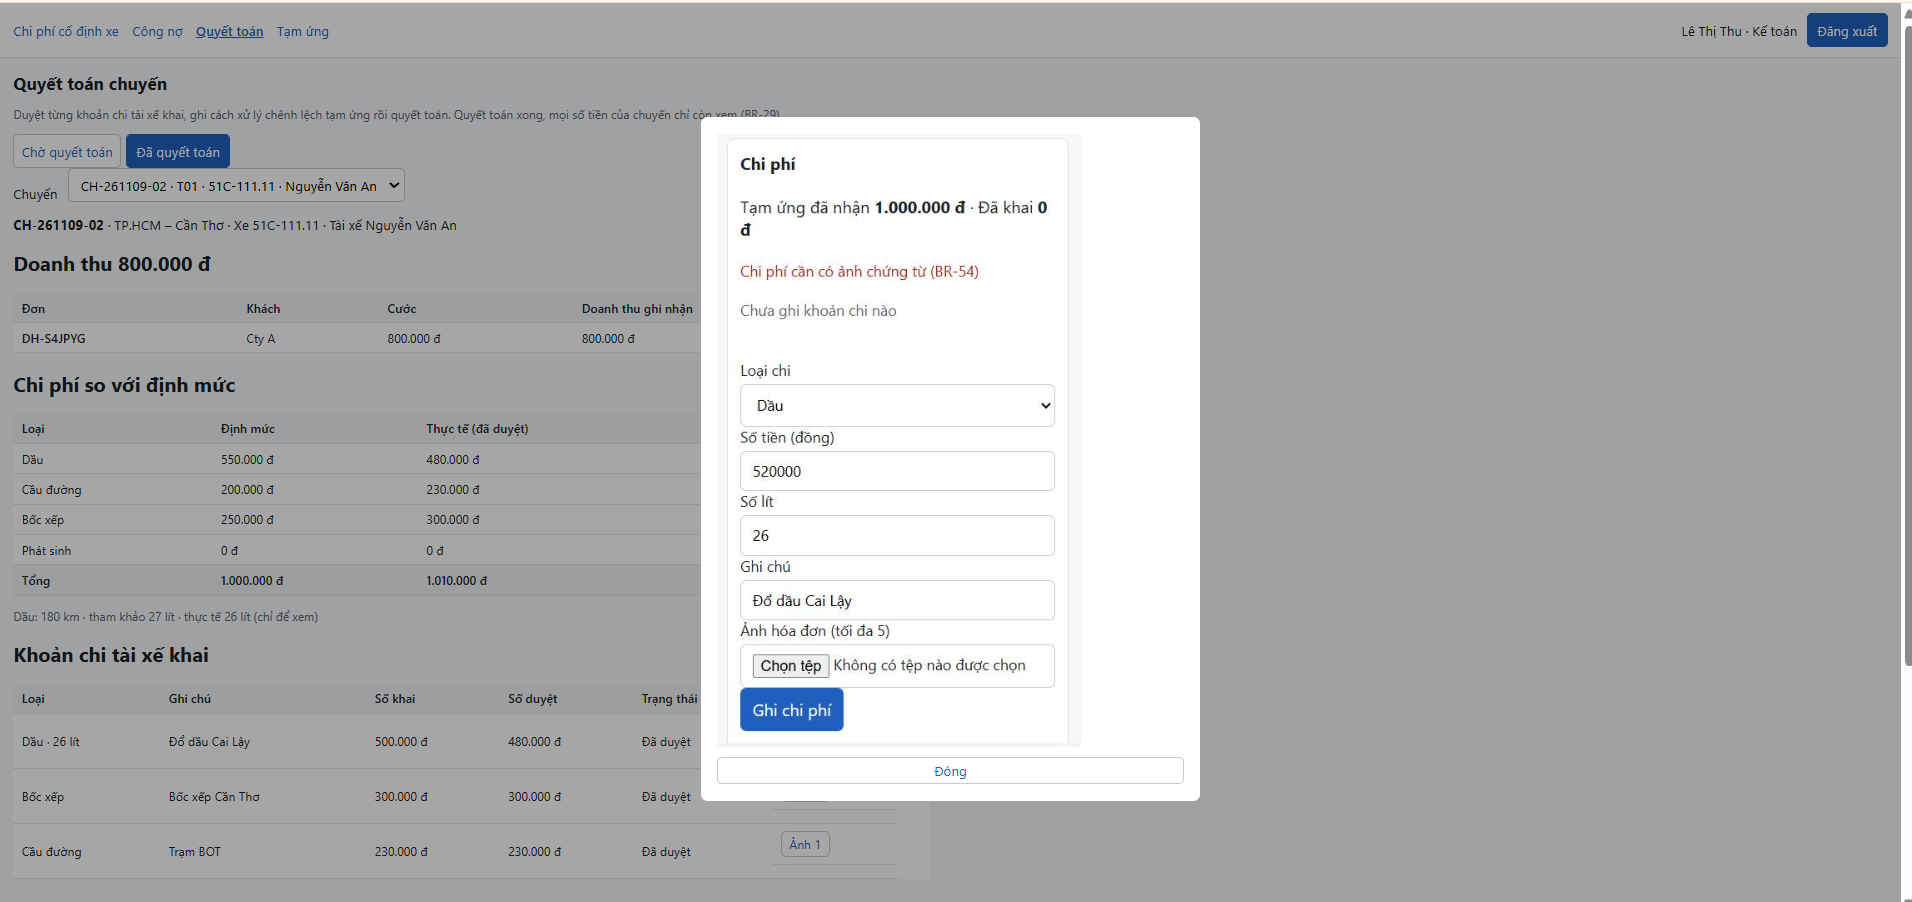 Chi phí cố định xe Công nợ Quyết toán Tạm ứng
Lê Thị Thu · Kế toán Đăng xuất
Quyết toán chuyến
Duyệt từng khoản chi tài xế khai, ghi cách xử lý chênh lệch tạm ứng rồi quyết toán. Quyết toán xong, mọi số tiền của chuyến chỉ còn xem (BR-29)
Chờ quyết toán Đã quyết toán
Chuyến CH-261109-02 · T01 · 51C-111.11 · Nguyễn Văn An
CH-261109-02 · TP.HCM – Cần Thơ · Xe 51C-111.11 · Tài xế Nguyễn Văn An
Doanh thu 800.000 đ
Đơn Khách Cước Doanh thu ghi nhận
DH-S4JPYG Cty A 800.000 đ 800.000 đ
Chi phí so với định mức
Loại Định mức Thực tế (đã duyệt)
Dầu 550.000 đ 480.000 đ
Cầu đường 200.000 đ 230.000 đ
Bốc xếp 250.000 đ 300.000 đ
Phát sinh 0 đ 0 đ
Tổng 1.000.000 đ 1.010.000 đ
Dầu: 180 km · tham khảo 27 lít · thực tế 26 lít (chỉ để xem)
Khoản chi tài xế khai
Loại Ghi chú Số khai Số duyệt Trạng thái
Dầu · 26 lít Đổ dầu Cai Lậy 500.000 đ 480.000 đ Đã duyệt
Bốc xếp Bốc xếp Cần Thơ 300.000 đ 300.000 đ Đã duyệt
Cầu đường Trạm BOT 230.000 đ 230.000 đ Đã duyệt Ảnh 1
Chi phí
Tạm ứng đã nhận 1.000.000 đ · Đã khai 0
đ
Chi phí cần có ảnh chứng từ (BR-54)
Chưa ghi khoản chi nào
Loại chi
Dầu
Số tiền (đồng)
520000
Số lít
26
Ghi chú
Đổ dầu Cai Lậy
Ảnh hóa đơn (tối đa 5)
Chọn tệp Không có tệp nào được chọn
Ghi chi phí
Đóng